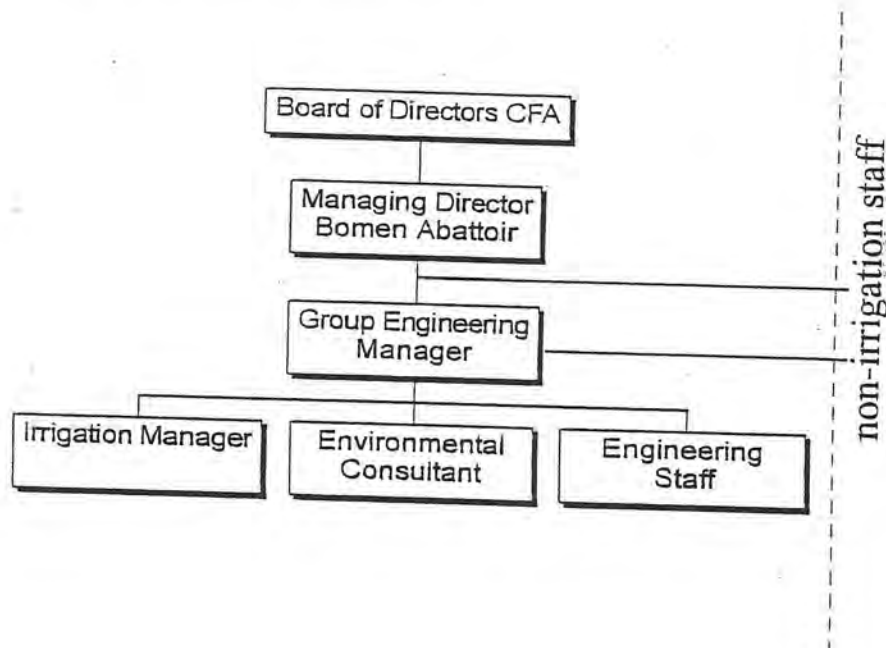 Board of Directors CFA
Managing Director
Bomen Abattoir
Group Engineering
Manager
Irrigation Manager
Environmental
Consultant
Engineering
Staff
non-irrigation staff